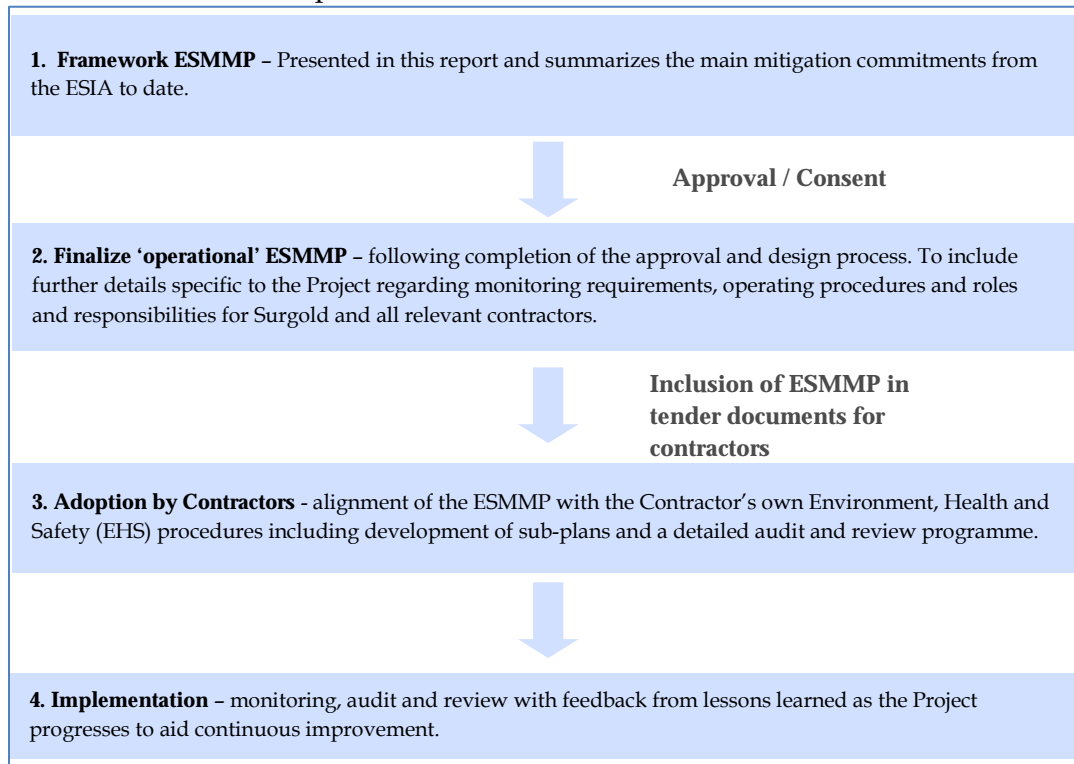 1. Framework ESMMP – Presented in this report and summarizes the main mitigation commitments from
the ESIA to date.
Approval / Consent
2. Finalize ‘operational’ ESMMP – following completion of the approval and design process. To include
further details specific to the Project regarding monitoring requirements, operating procedures and roles
and responsibilities for Surgold and all relevant contractors.
Inclusion of ESMMP in
tender documents for
contractors
3. Adoption by Contractors - alignment of the ESMMP with the Contractor’s own Environment, Health and
Safety (EHS) procedures including development of sub-plans and a detailed audit and review programme.
4. Implementation – monitoring, audit and review with feedback from lessons learned as the Project
progresses to aid continuous improvement.